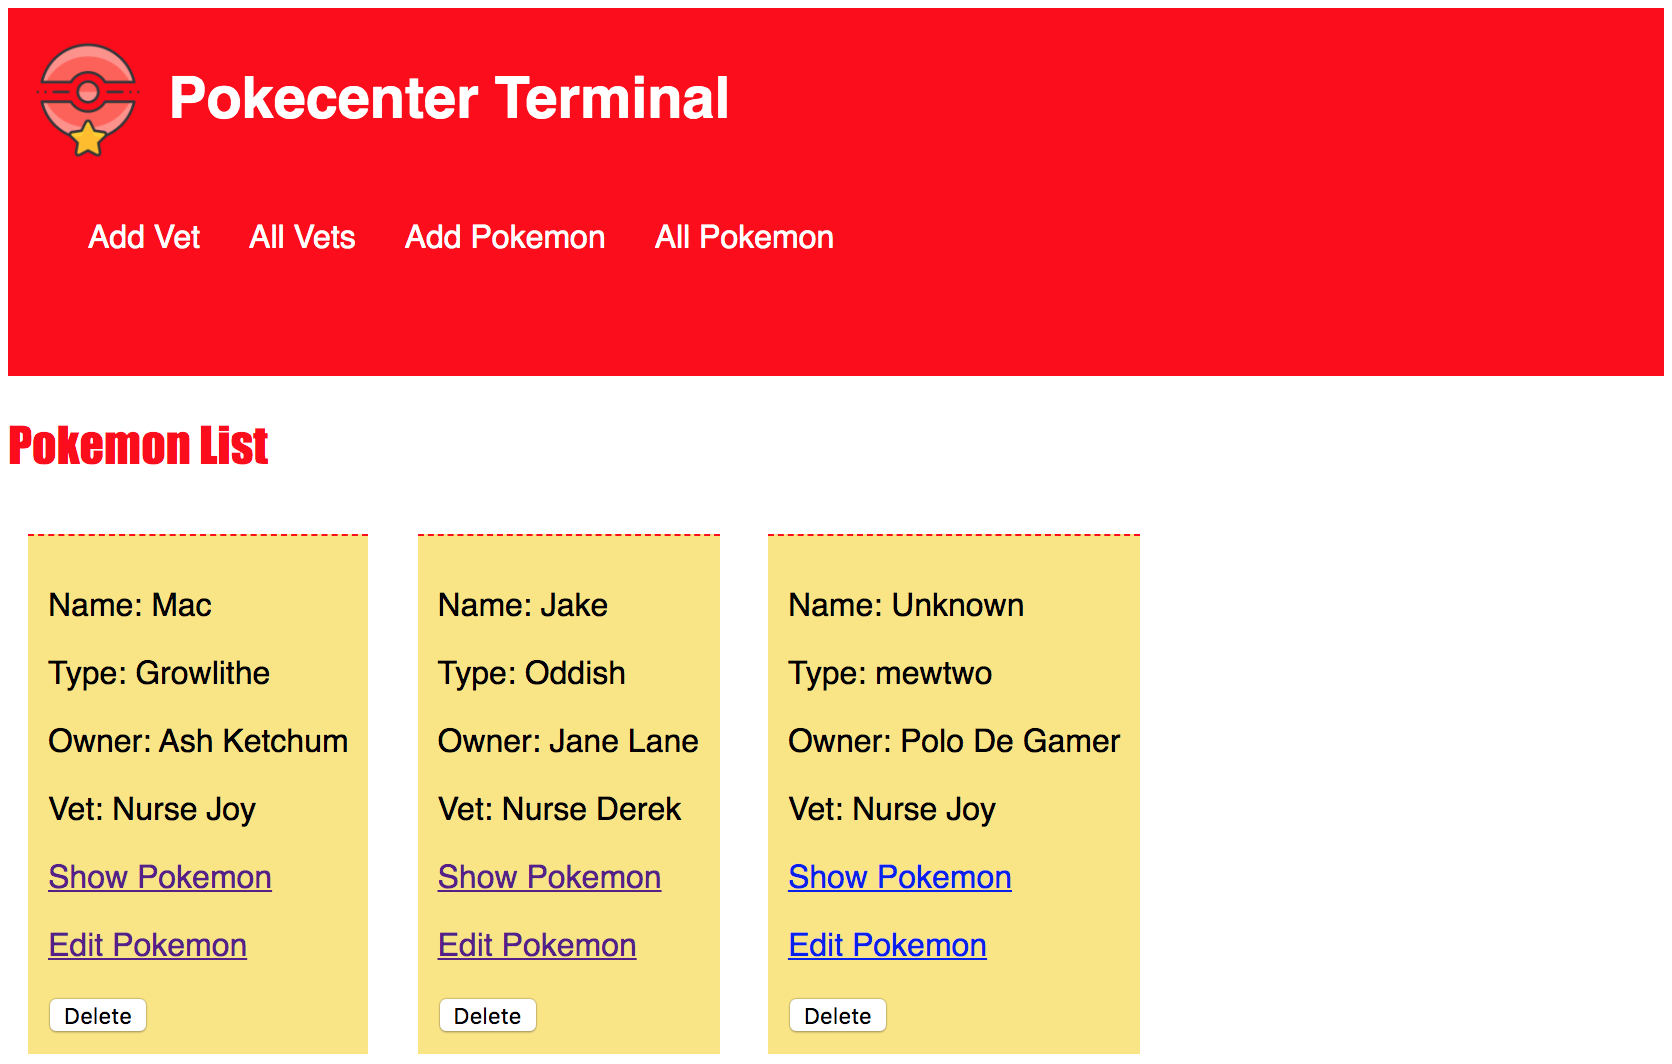 Pokecenter Terminal
Add Vet All Vets Add Pokemon All Pokemon
Pokemon List
Name: Mac
Type: Growlithe
Owner: Ash Ketchum
Vet: Nurse Joy
Show Pokemon
Edit Pokemon
Delete
Name: Jake
Type: Oddish
Owner: Jane Lane
Vet: Nurse Derek
Show Pokemon
Edit Pokemon
Delete
Name: Unknown
Type: mewtwo
Owner: Polo De Gamer
Vet: Nurse Joy
Show Pokemon
Edit Pokemon
Delete